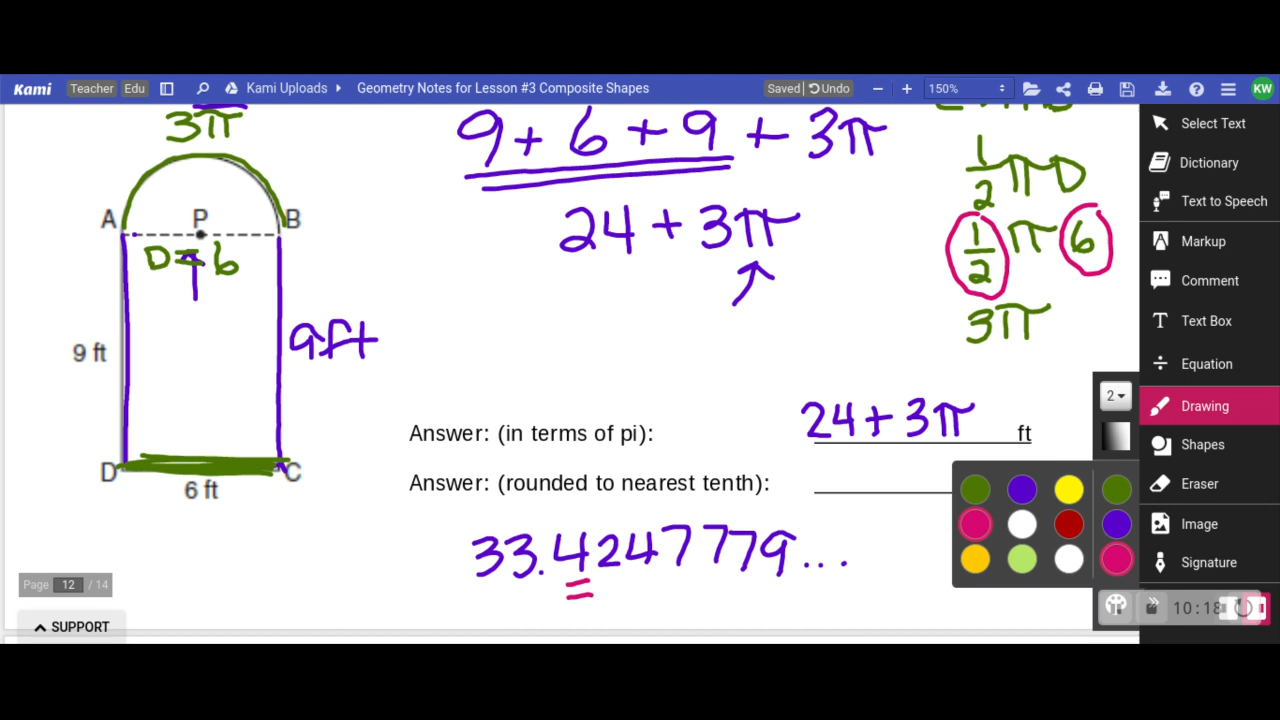 Kami Teacher Edu Kami Uploads Geometry Notes for Lesson #3 Composite Shapes Saved Undo 150% KW
3π
9 + 6 + 9 + 3π
24 + 3π
A P B
D = 6
9 ft
9ft
D C
6 ft
1/2 π D
1/2 π 6
3π
Answer: (in terms of pi): 24 + 3π ft
Answer: (rounded to nearest tenth):
33.4247779...
Page 12 / 14
SUPPORT
Select Text
Dictionary
Text to Speech
Markup
Comment
Text Box
Equation
2
Drawing
Shapes
Eraser
Image
Signature
10:18